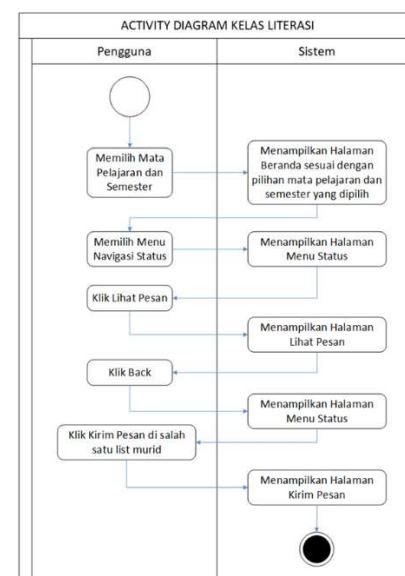 ACTIVITY DIAGRAM KELAS LITERASI
Pengguna
Sistem
Memilih Mata
Pelajaran dan
Semester
Menampilkan Halaman
Beranda sesuai dengan
pilihan mata pelajaran dan
semester yang dipilih
Memilih Menu
Navigasi Status
Menampilkan Halaman
Menu Status
Klik Lihat Pesan
Menampilkan Halaman
Lihat Pesan
Klik Back
Menampilkan Halaman
Menu Status
Klik Kirim Pesan di salah
satu list murid
Menampilkan Halaman
Kirim Pesan